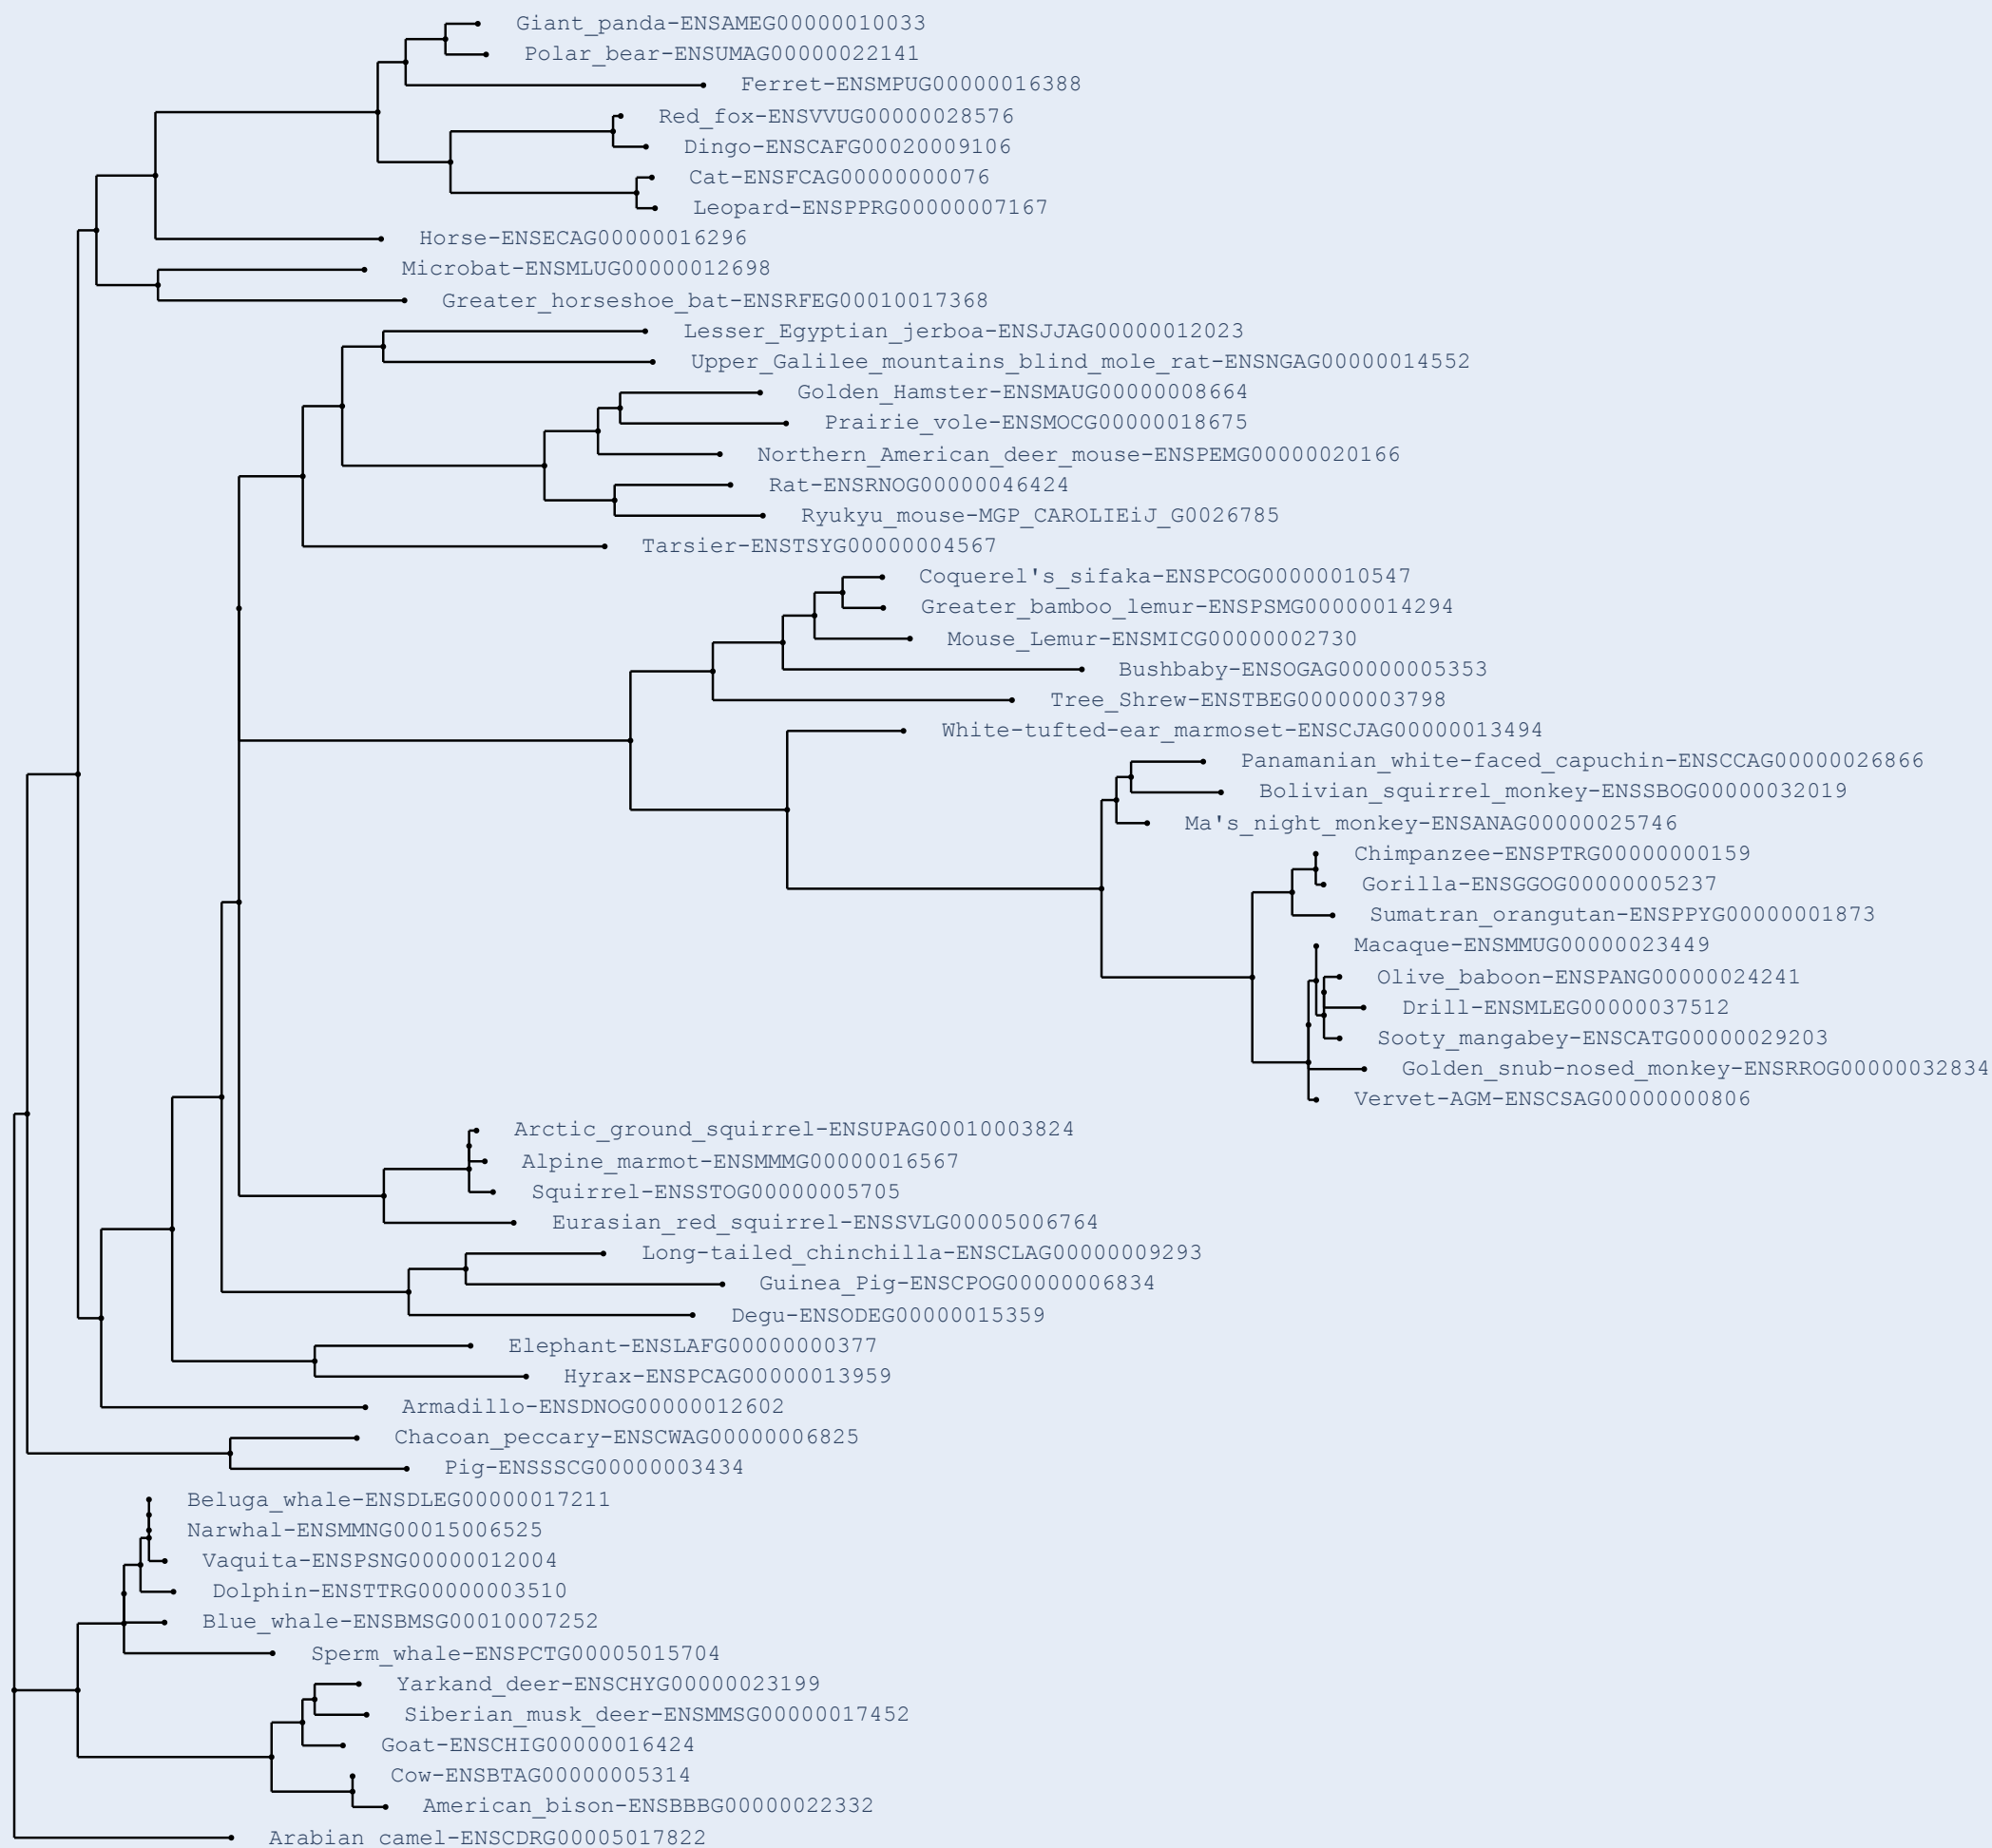 Giant_panda-ENSAMEG00000010033
Polar_bear-ENSUMAG00000022141
Ferret-ENSMPUG00000016388
Red_fox-ENSVVUG00000028576
Dingo-ENSCAFG00020009106
Cat-ENSFCAG00000000076
Leopard-ENSPPRG00000007167
Horse-ENSECAG00000016296
Microbat-ENSMLUG00000012698
Greater_horseshoe_bat-ENSRFEG00010017368
Lesser_Egyptian_jerboa-ENSJJAG00000012023
Upper_Galilee_mountains_blind_mole_rat-ENSNGAG00000014552
Golden_Hamster-ENSMAUG00000008664
Prairie_vole-ENSMOCG00000018675
Northern_American_deer_mouse-ENSPEMG00000020166
Rat-ENSRNOG00000046424
Ryukyu_mouse-MGP_CAROLIEiJ_G0026785
Tarsier-ENSTSYG00000004567
Coquerel's_sifaka-ENSPCOG00000010547
Greater_bamboo_lemur-ENSPSMG00000014294
Mouse_Lemur-ENSMICG00000002730
Bushbaby-ENSOGAG00000005353
Tree_Shrew-ENSTBEG00000003798
White-tufted-ear_marmoset-ENSCJAG00000013494
Panamanian_white-faced_capuchin-ENSCCAG00000026866
Bolivian_squirrel_monkey-ENSSBOG00000032019
Ma's_night_monkey-ENSANAG00000025746
Chimpanzee-ENSPTRG00000000159
Gorilla-ENSGGOG00000005237
Sumatran_orangutan-ENSPPYG00000001873
Macaque-ENSMMUG00000023449
Olive_baboon-ENSPANG00000024241
Drill-ENSMLEG00000037512
Sooty_mangabey-ENSCATG00000029203
Golden_snub-nosed_monkey-ENSRROG00000032834
Vervet-AGM-ENSCSAG00000000806
Arctic_ground_squirrel-ENSUPAG00010003824
Alpine_marmot-ENSMMMG00000016567
Squirrel-ENSSTOG00000005705
Eurasian_red_squirrel-ENSSVLG00005006764
Long-tailed_chinchilla-ENSCLAG00000009293
Guinea_Pig-ENSCPOG00000006834
Degu-ENSODEG00000015359
Elephant-ENSLAFG00000000377
Hyrax-ENSPCAG00000013959
Armadillo-ENSDNOG00000012602
Chacoan_peccary-ENSCWAG00000006825
Pig-ENSSSCG00000003434
Beluga_whale-ENSDLEG00000017211
Narwhal-ENSMMNG00015006525
Vaquita-ENSPSNG00000012004
Dolphin-ENSTTRG00000003510
Blue_whale-ENSBMSG00010007252
Sperm_whale-ENSPCTG00005015704
Yarkand_deer-ENSCHYG00000023199
Siberian_musk_deer-ENSMMSG00000017452
Goat-ENSCHIG00000016424
Cow-ENSBTAG00000005314
American_bison-ENSBBBG00000022332
Arabian_camel-ENSCDRG00005017822